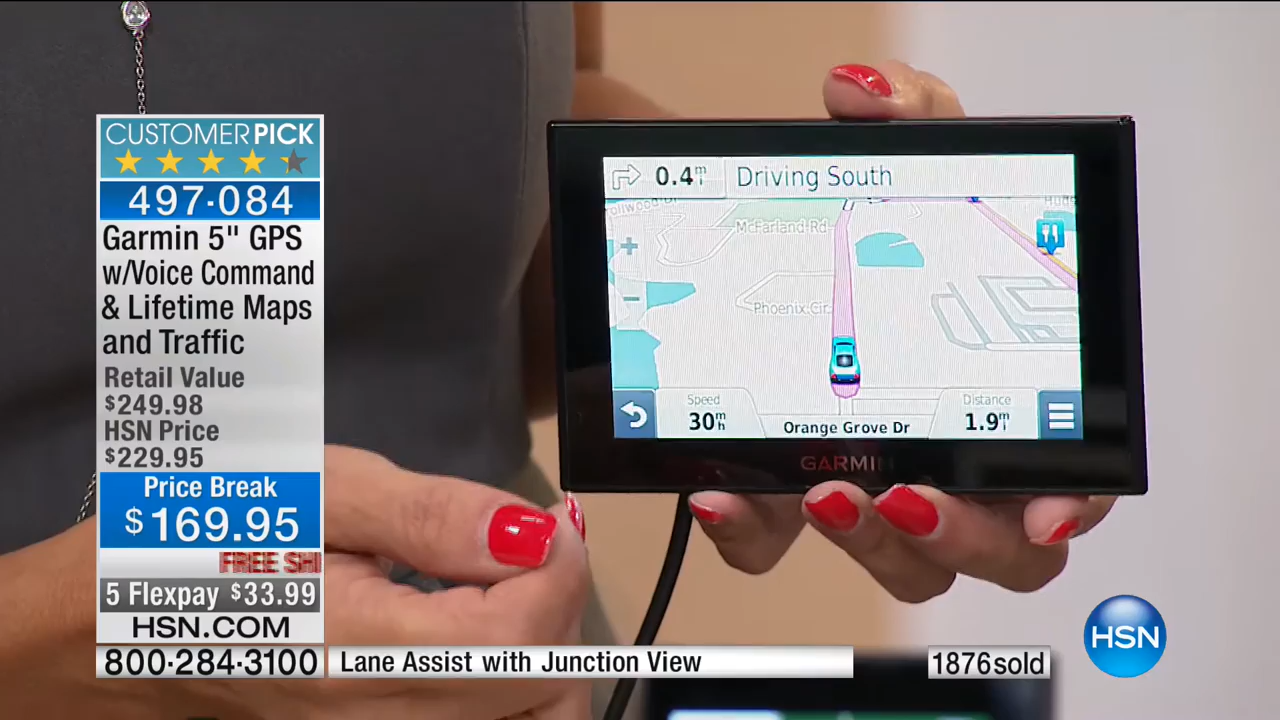 CUSTOMERPICK
497-084
Garmin 5" GPS
w/Voice Command
& Lifetime Maps
and Traffic
Retail Value
$249.98
HSN Price
$229.95
Price Break
$169.95
FREE SHI
5 Flexpay $33.99
HSN.COM
800-284-3100
Lane Assist with Junction View
1876sold
HSN
0.4mi
Driving South
McFarland Rd
Phoenix Cir
Speed
30mh
Orange Grove Dr
Distance
1.9mi
GARMIN